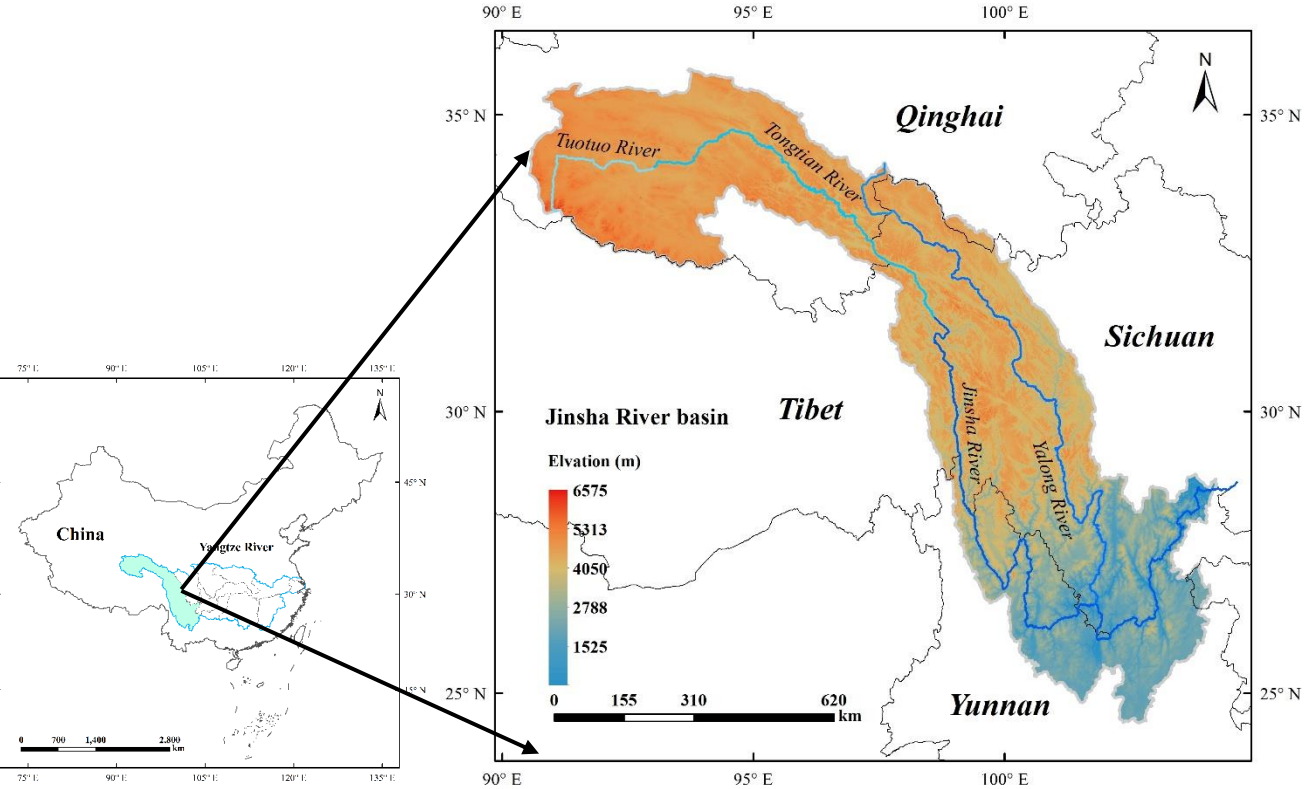 90° E 95° E 100° E
N
35° N
35° N
Qinghai
Tuotuo River
Tongtian River
Sichuan
Tibet
30° N
30° N
Jinsha River
Yalong River
Jinsha River basin
Elvation (m)
6575
5313
4050
2788
1525
0 155 310 620
km
25° N
25° N
Yunnan
90° E 95° E 100° E
75° E 90° E 105° E 120° E 135° E
N
45° N
China
Yangtze River
30° N
15° N
0 700 1,400 2,800
km
75° E 90° E 105° E 120° E 135° E